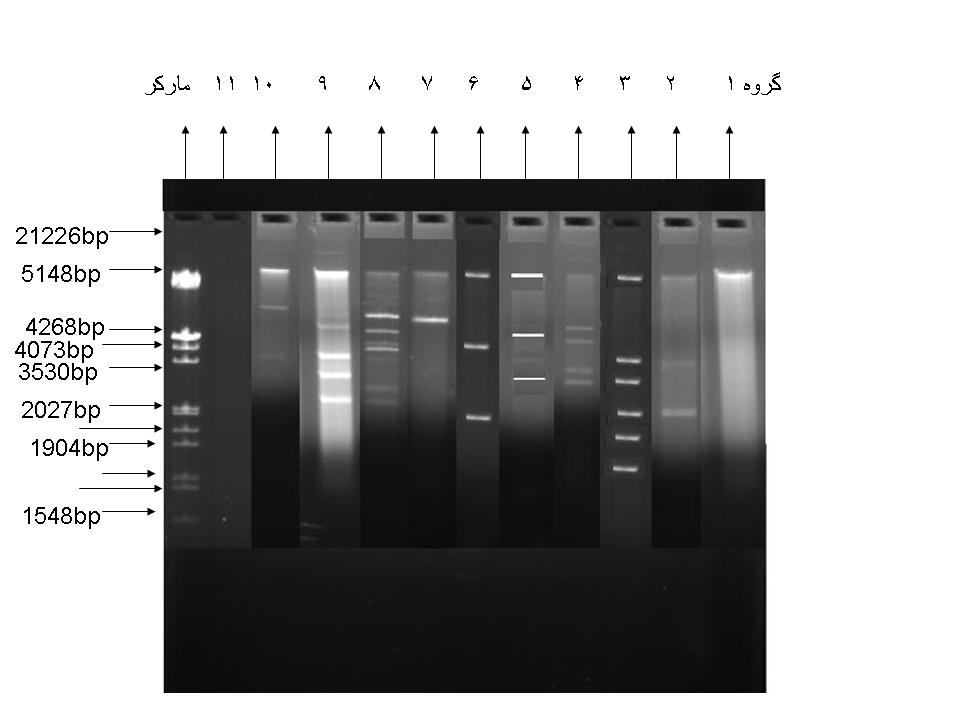 گروه ۱ ۲ ۳ ۴ ۵ ۶ ۷ ۸ ۹ ۱۰ ۱۱ مارکر
21226bp
5148bp
4268bp
4073bp
3530bp
2027bp
1904bp
1548bp